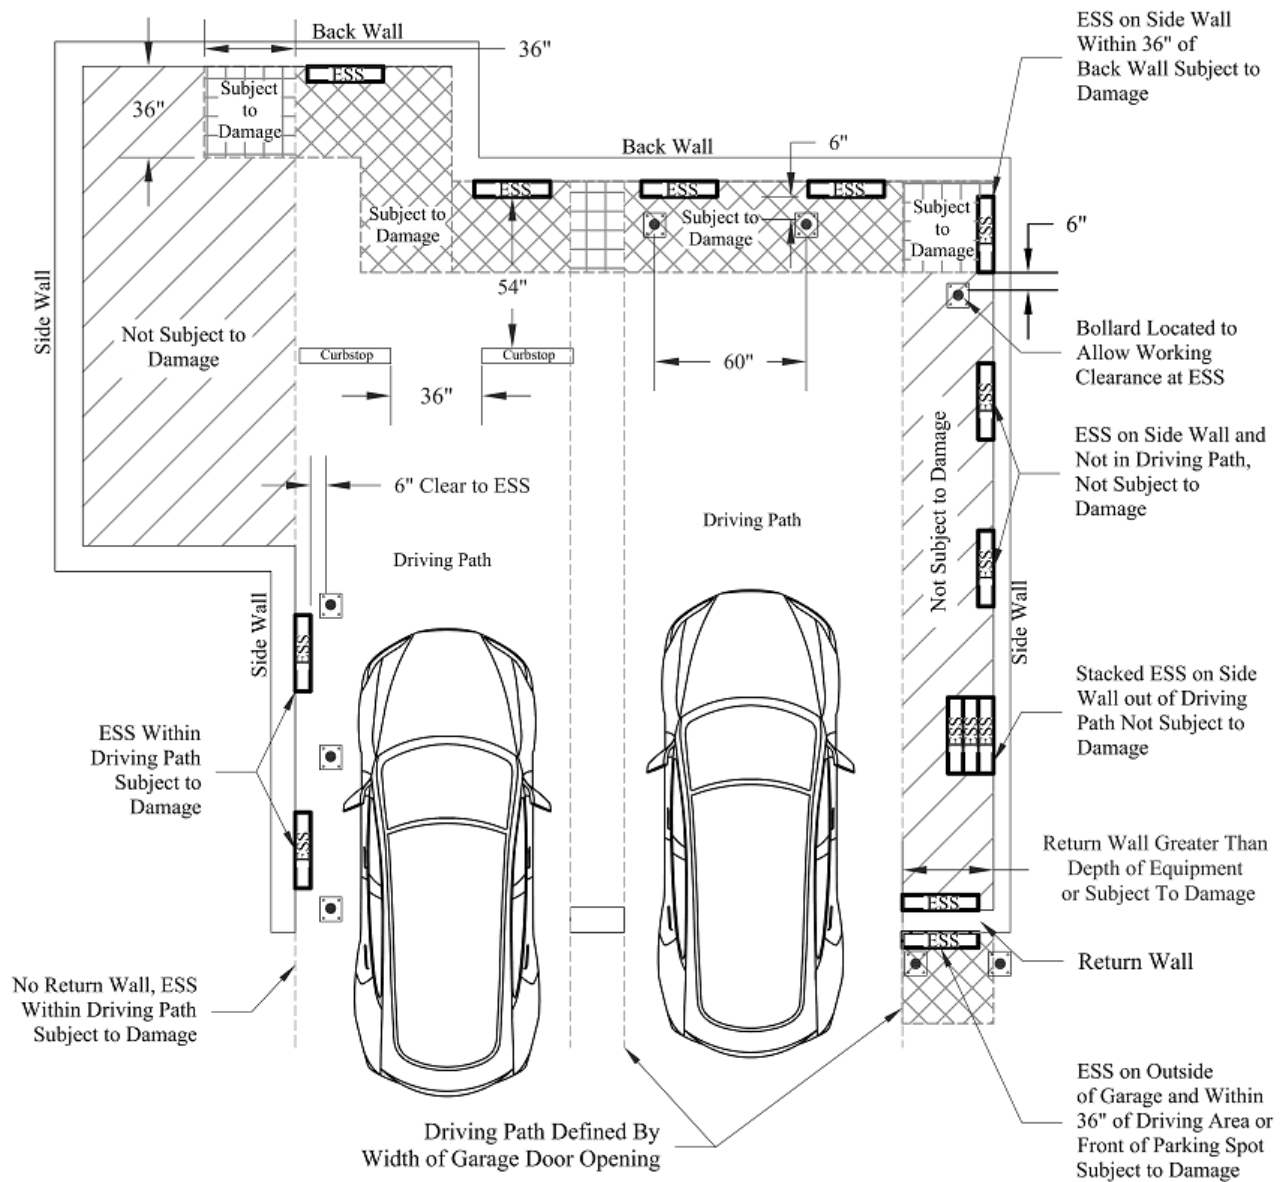 Back Wall
36"
ESS
Subject
to
Damage
36"
ESS on Side Wall
Within 36" of
Back Wall Subject to
Damage
Back Wall
6"
ESS
ESS
ESS
Subject to
Damage
Subject to
Damage
Subject
to
Damage
ESS
6"
54"
Side Wall
Not Subject to
Damage
Curbstop
Curbstop
36"
60"
Bollard Located to
Allow Working
Clearance at ESS
ESS
ESS on Side Wall and
Not in Driving Path,
Not Subject to
Damage
6" Clear to ESS
Driving Path
Driving Path
Not Subject to Damage
ESS
Side Wall
Side Wall
ESS
ESS Within
Driving Path
Subject to
Damage
ESS
ESS
ESS
ESS
Stacked ESS on Side
Wall out of Driving
Path Not Subject to
Damage
ESS
Return Wall Greater Than
Depth of Equipment
or Subject To Damage
ESS
ESS
Return Wall
No Return Wall, ESS
Within Driving Path
Subject to Damage
Driving Path Defined By
Width of Garage Door Opening
ESS on Outside
of Garage and Within
36" of Driving Area or
Front of Parking Spot
Subject to Damage